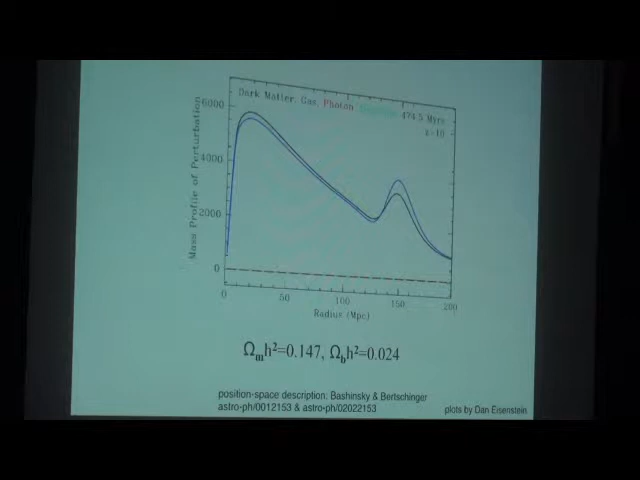 Dark Matter, Gas, Photon, Neutrino 474.5 Myrs
z=10
6000
4000
2000
0
Mass Profile of Perturbation
0 50 100 150 200
Radius (Mpc)
Ωmh²=0.147, Ωbh²=0.024
position-space description: Bashinsky & Bertschinger
astro-ph/0012153 & astro-ph/02022153
plots by Dan Eisenstein